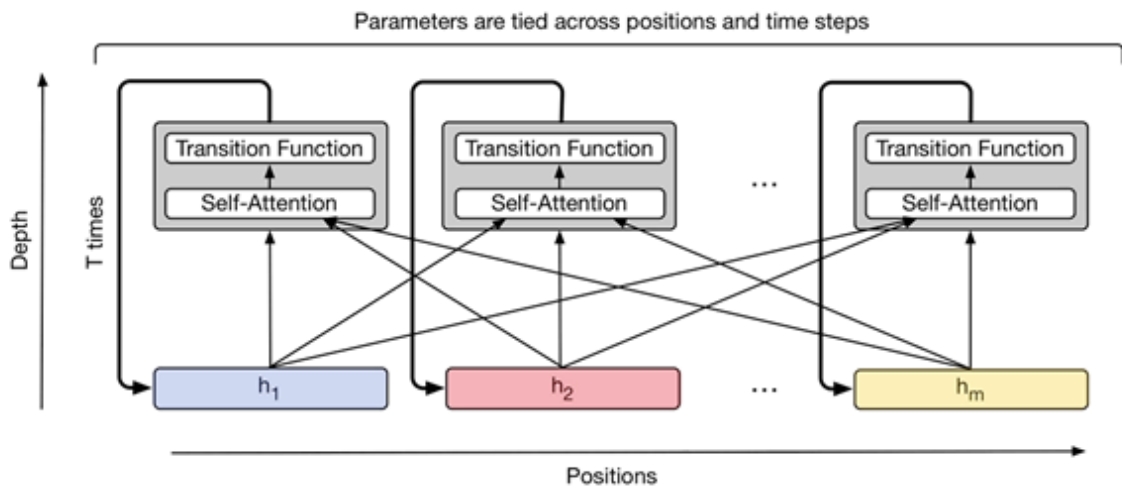 Parameters are tied across positions and time steps
Depth
T times
Transition Function
Self-Attention
Transition Function
Self-Attention
...
Transition Function
Self-Attention
h1
h2
...
hm
Positions